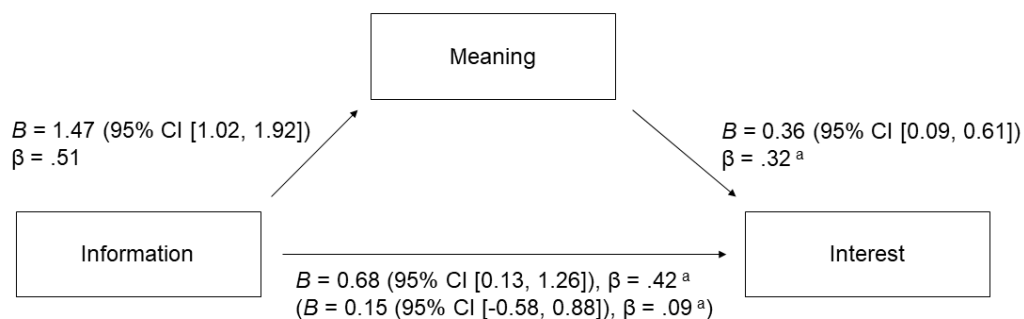 Meaning
B = 1.47 (95% CI [1.02, 1.92])
β = .51
B = 0.36 (95% CI [0.09, 0.61])
β = .32 ᵃ
Information
Interest
B = 0.68 (95% CI [0.13, 1.26]), β = .42 ᵃ
(B = 0.15 (95% CI [-0.58, 0.88]), β = .09 ᵃ)